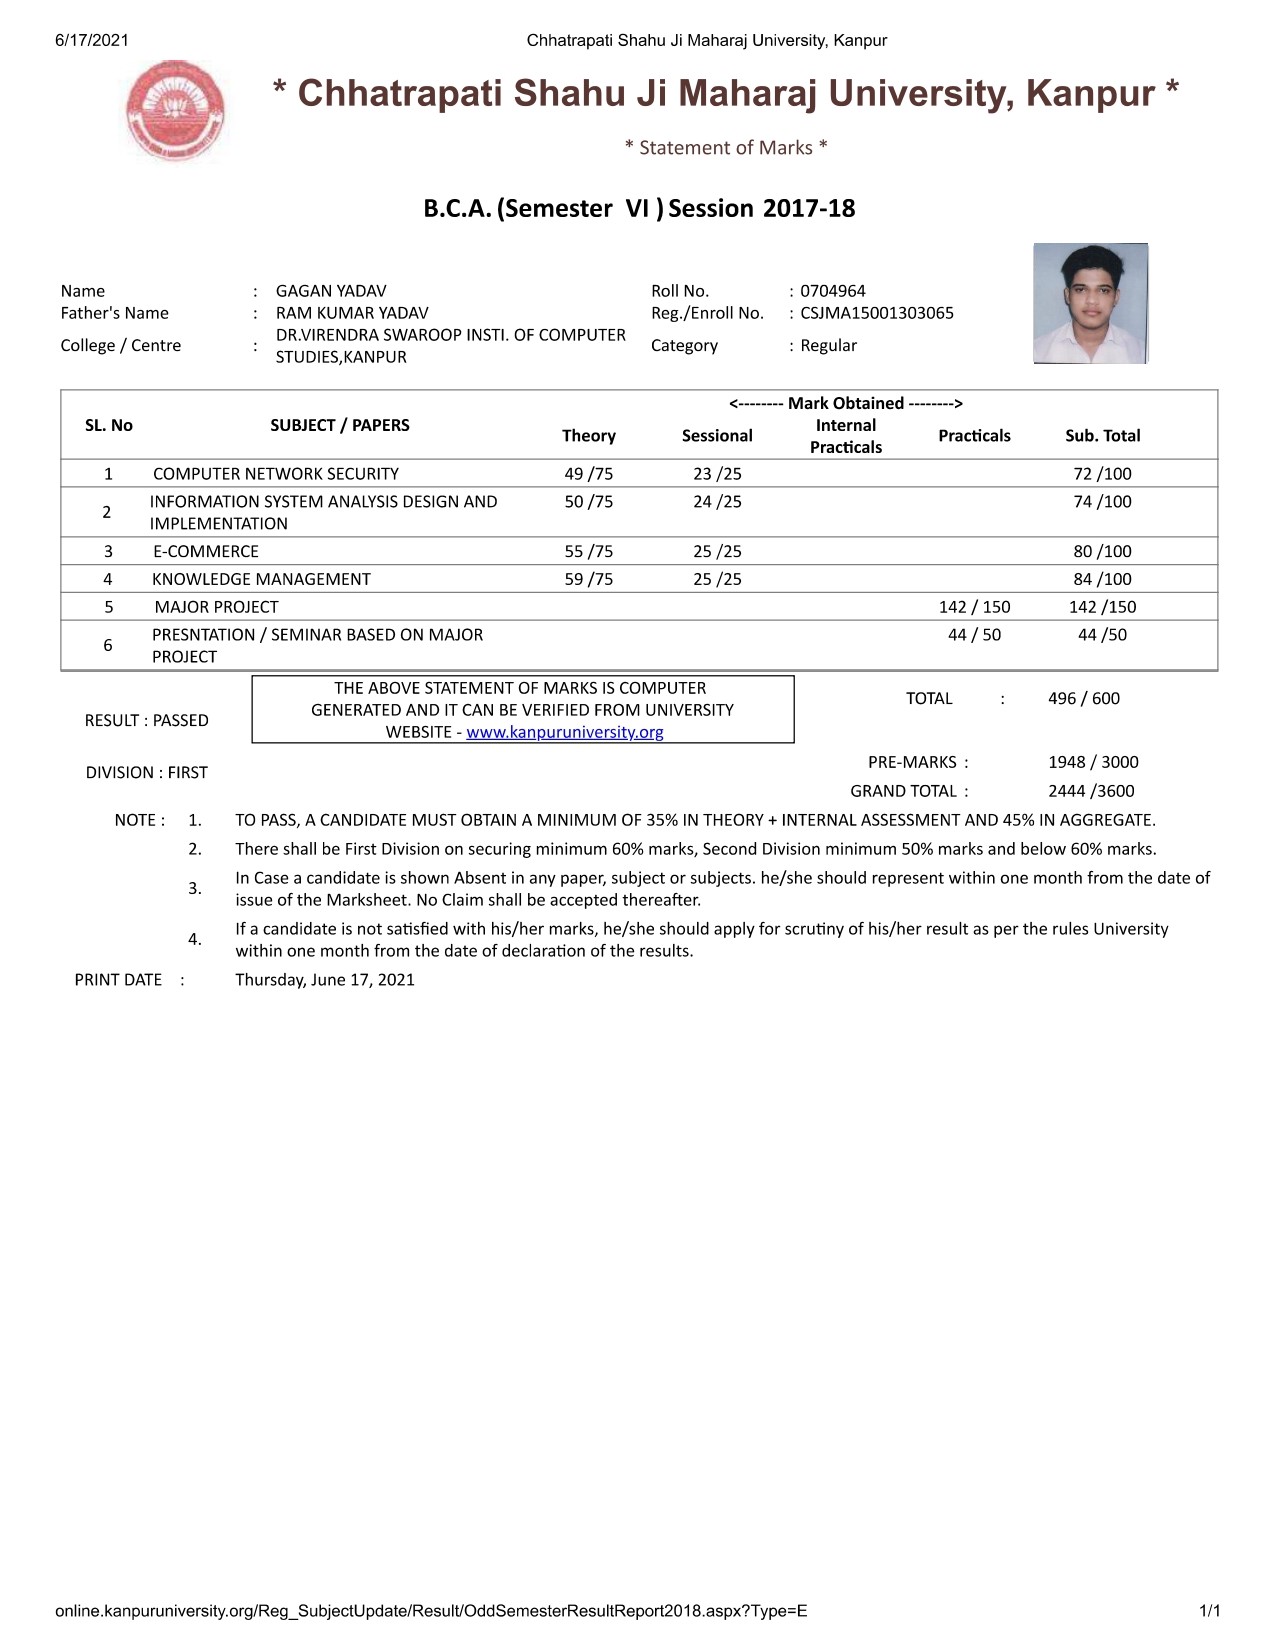 6/17/2021 Chhatrapati Shahu Ji Maharaj University, Kanpur
* Chhatrapati Shahu Ji Maharaj University, Kanpur *
* Statement of Marks *
B.C.A. (Semester VI ) Session 2017-18
Name : GAGAN YADAV Roll No. : 0704964
Father's Name : RAM KUMAR YADAV Reg./Enroll No. : CSJMA15001303065
College / Centre : DR.VIRENDRA SWAROOP INSTI. OF COMPUTER
STUDIES,KANPUR Category : Regular
<-------- Mark Obtained -------->
SL. No SUBJECT / PAPERS Theory Sessional Internal
Practicals Practicals Sub. Total
1 COMPUTER NETWORK SECURITY 49 /75 23 /25 72 /100
2 INFORMATION SYSTEM ANALYSIS DESIGN AND 50 /75 24 /25 74 /100
IMPLEMENTATION
3 E-COMMERCE 55 /75 25 /25 80 /100
4 KNOWLEDGE MANAGEMENT 59 /75 25 /25 84 /100
5 MAJOR PROJECT 142 / 150 142 /150
6 PRESNTATION / SEMINAR BASED ON MAJOR 44 / 50 44 /50
PROJECT
THE ABOVE STATEMENT OF MARKS IS COMPUTER
GENERATED AND IT CAN BE VERIFIED FROM UNIVERSITY
WEBSITE - www.kanpuruniversity.org
TOTAL : 496 / 600
RESULT : PASSED
PRE-MARKS : 1948 / 3000
DIVISION : FIRST
GRAND TOTAL : 2444 /3600
NOTE : 1. TO PASS, A CANDIDATE MUST OBTAIN A MINIMUM OF 35% IN THEORY + INTERNAL ASSESSMENT AND 45% IN AGGREGATE.
2. There shall be First Division on securing minimum 60% marks, Second Division minimum 50% marks and below 60% marks.
3. In Case a candidate is shown Absent in any paper, subject or subjects. he/she should represent within one month from the date of
issue of the Marksheet. No Claim shall be accepted thereafter.
4. If a candidate is not satisfied with his/her marks, he/she should apply for scrutiny of his/her result as per the rules University
within one month from the date of declaration of the results.
PRINT DATE : Thursday, June 17, 2021
online.kanpuruniversity.org/Reg_SubjectUpdate/Result/OddSemesterResultReport2018.aspx?Type=E 1/1